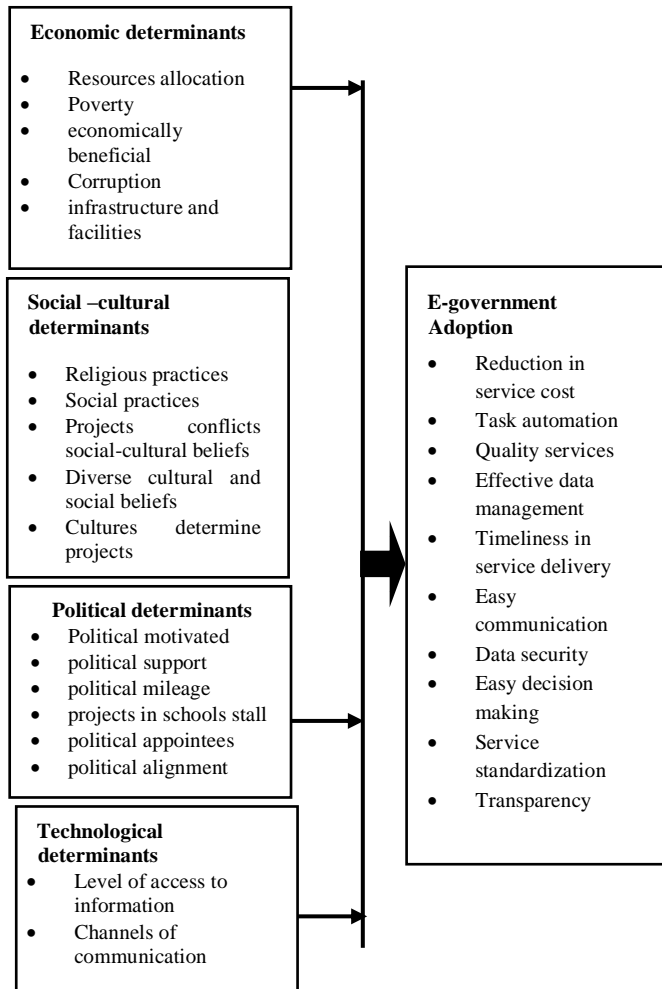 Economic determinants
• Resources allocation
• Poverty
• economically
beneficial
• Corruption
• infrastructure and
facilities
Social –cultural
determinants
• Religious practices
• Social practices
• Projects conflicts
social-cultural beliefs
• Diverse cultural and
social beliefs
• Cultures determine
projects
Political determinants
• Political motivated
• political support
• political mileage
• projects in schools stall
• political appointees
• political alignment
Technological
determinants
• Level of access to
information
• Channels of
communication
E-government
Adoption
• Reduction in
service cost
• Task automation
• Quality services
• Effective data
management
• Timeliness in
service delivery
• Easy
communication
• Data security
• Easy decision
making
• Service
standardization
• Transparency